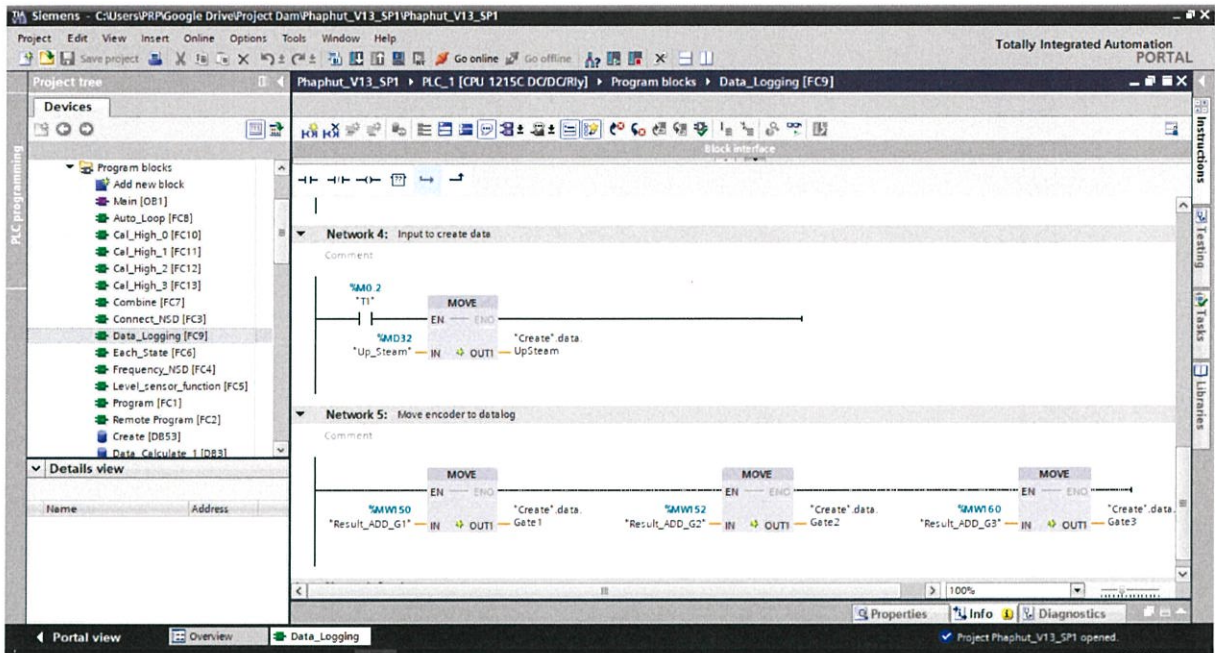 Siemens - C:\Users\PRP\Google Drive\Project Dam\Phaphut_V13_SP1\Phaphut_V13_SP1
Project Edit View Insert Online Options Tools Window Help
Totally Integrated Automation
PORTAL
Save project Go online Go offline
Project tree
Phaphut_V13_SP1 ▸ PLC_1 [CPU 1215C DC/DC/Rly] ▸ Program blocks ▸ Data_Logging [FC9]
Devices
PLC programming
Program blocks
Add new block
Main [OB1]
Auto_Loop [FC8]
Cal_High_0 [FC10]
Cal_High_1 [FC11]
Cal_High_2 [FC12]
Cal_High_3 [FC13]
Combine [FC7]
Connect_NSD [FC3]
Data_Logging [FC9]
Each_State [FC6]
Frequency_NSD [FC4]
Level_sensor_function [FC5]
Program [FC1]
Remote Program [FC2]
Create [DB53]
Data_Calculate_1 [DB3]
Details view
Name Address
Block interface
Network 4: Input to create data
Comment
%M0.2
"T1"
MOVE
EN ENO
%MD32 "Create".data.
"Up_Steam" IN OUT1 UpSteam
Network 5: Move encoder to datalog
Comment
MOVE MOVE MOVE
EN ENO EN ENO EN ENO
%MW150 "Create".data. %MW152 "Create".data. %MW160 "Create".data.
"Result_ADD_G1" IN OUT1 Gate1 "Result_ADD_G2" IN OUT1 Gate2 "Result_ADD_G3" IN OUT1 Gate3
100%
Properties Info Diagnostics
Instructions
Testing
Tasks
Libraries
Portal view Overview Data_Logging Project Phaphut_V13_SP1 opened.